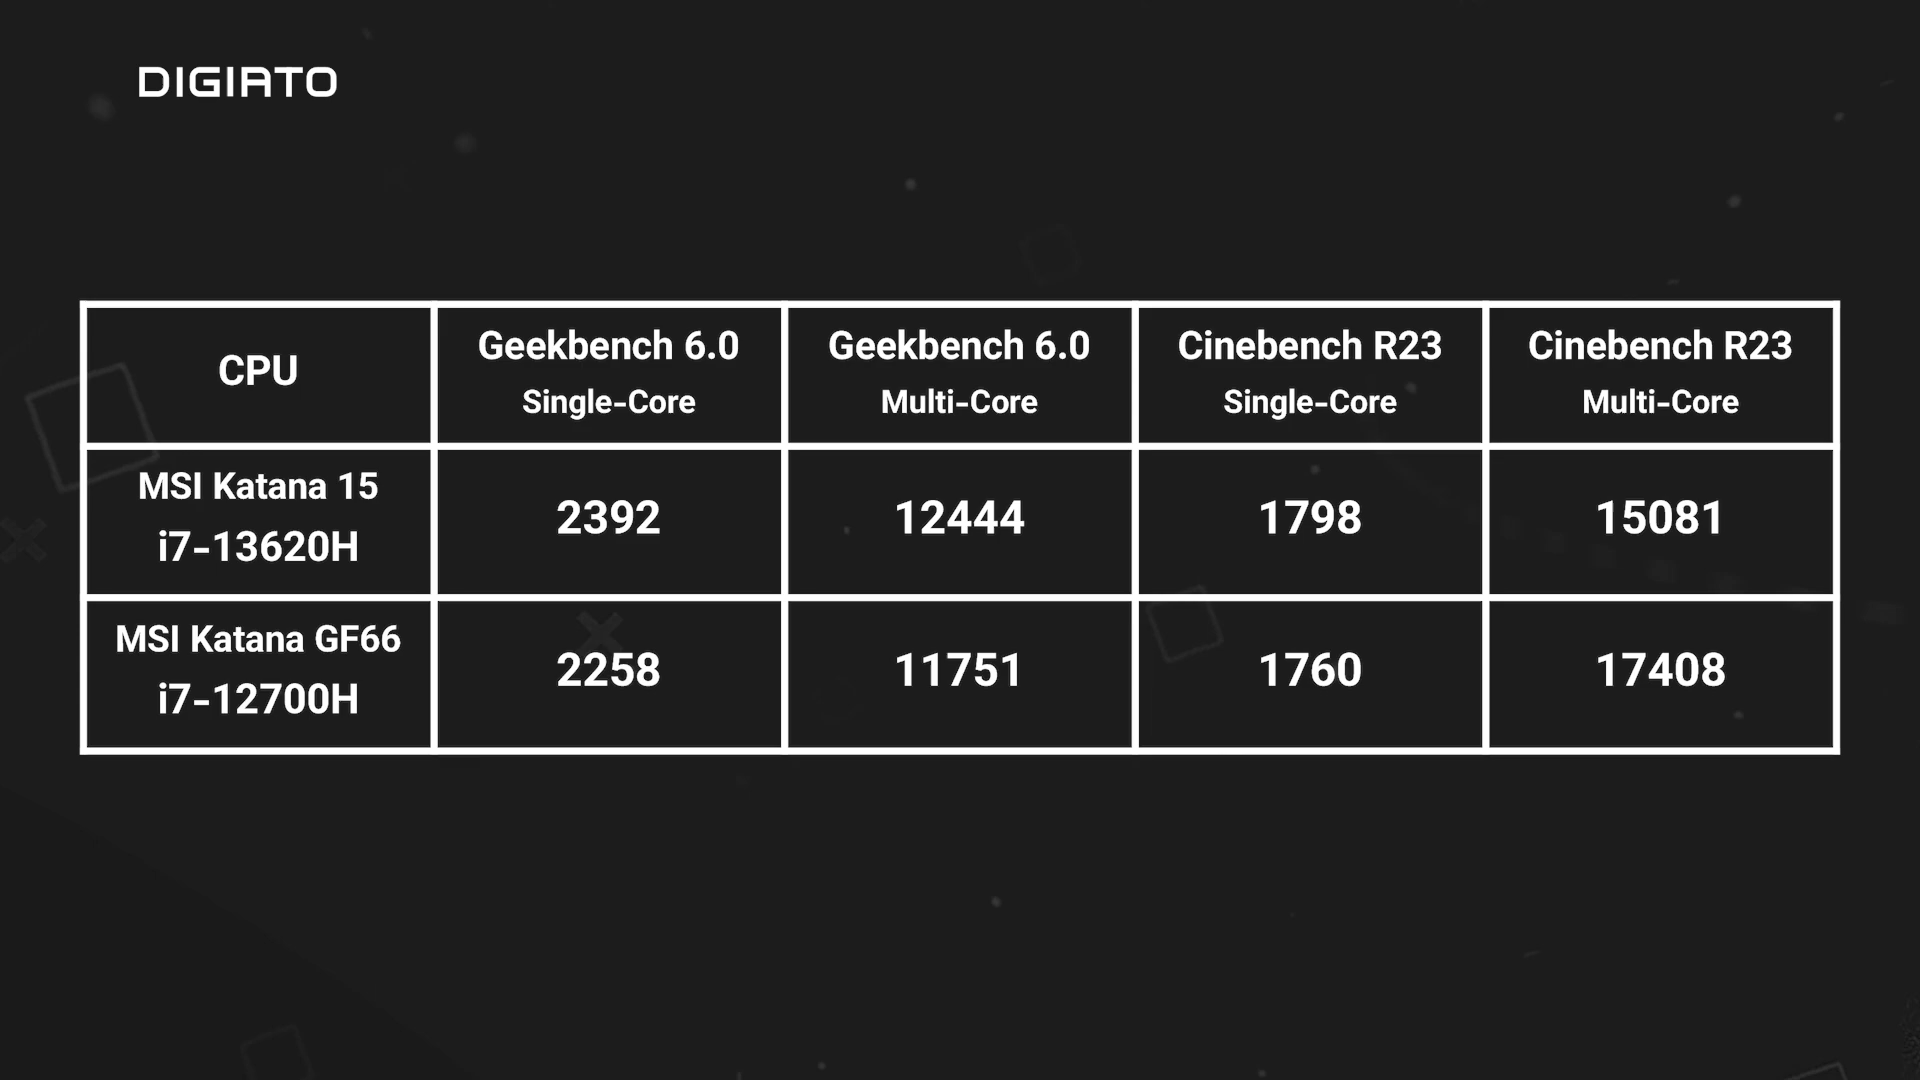 DIGIATO
CPU
Geekbench 6.0
Single-Core
Geekbench 6.0
Multi-Core
Cinebench R23
Single-Core
Cinebench R23
Multi-Core
MSI Katana 15
i7-13620H
2392
12444
1798
15081
MSI Katana GF66
i7-12700H
2258
11751
1760
17408